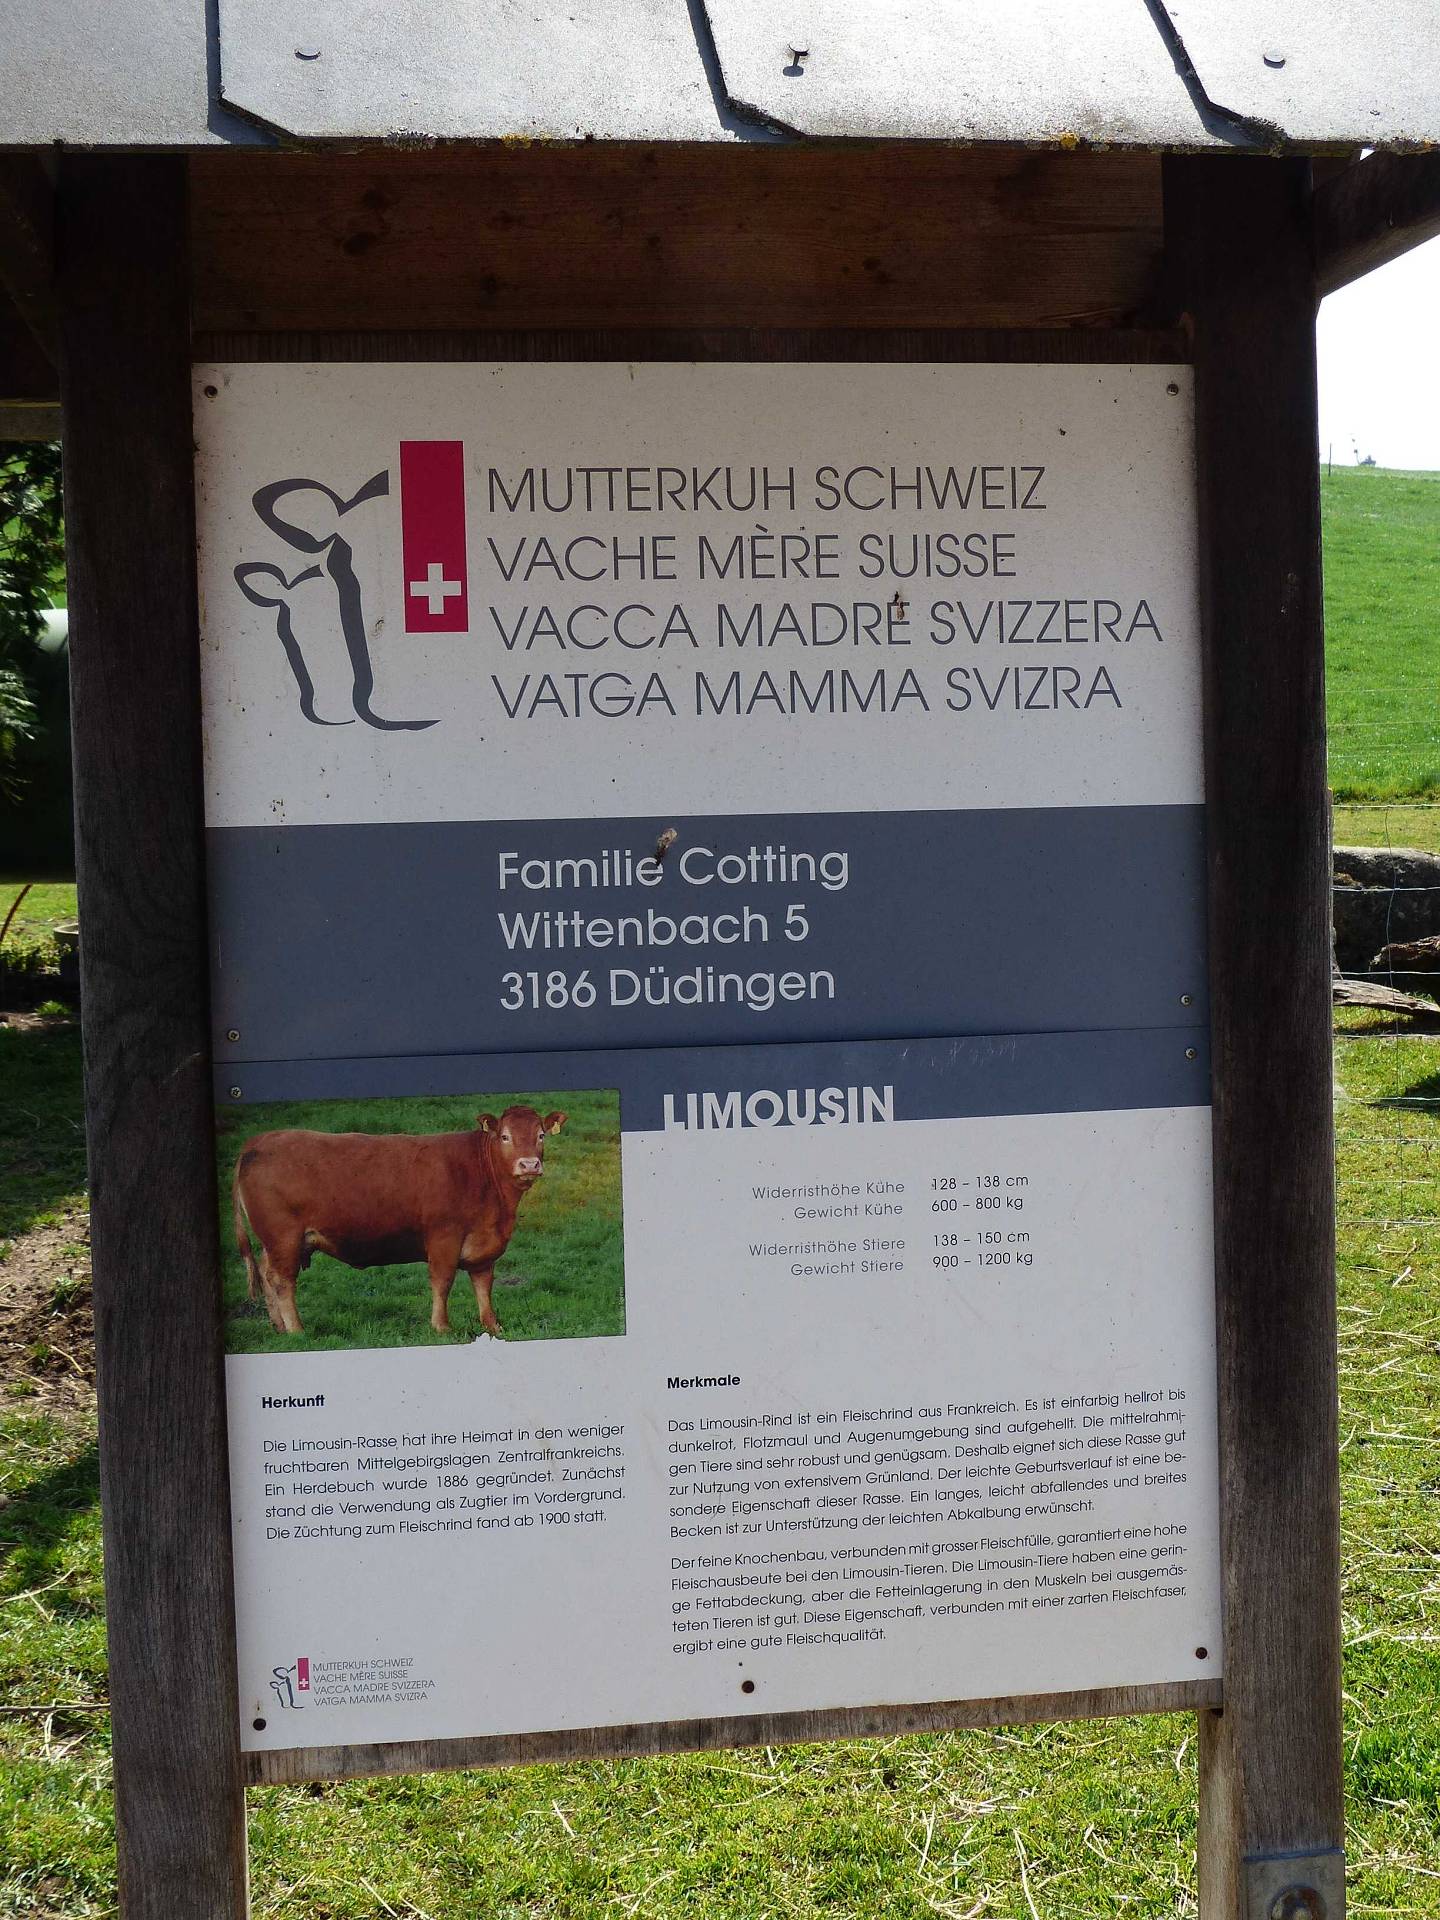 MUTTERKUH SCHWEIZ
VACHE MÈRE SUISSE
VACCA MADRE SVIZZERA
VATGA MAMMA SVIZRA
Familie Cotting
Wittenbach 5
3186 Düdingen
LIMOUSIN
Widerristhöhe Kühe 128 – 138 cm
Gewicht Kühe 600 – 800 kg
Widerristhöhe Stiere 138 – 150 cm
Gewicht Stiere 900 – 1200 kg
Herkunft
Die Limousin-Rasse hat ihre Heimat in den weniger
fruchtbaren Mittelgebirgslagen Zentralfrankreichs.
Ein Herdebuch wurde 1886 gegründet. Zunächst
stand die Verwendung als Zugtier im Vordergrund.
Die Züchtung zum Fleischrind fand ab 1900 statt.
Merkmale
Das Limousin-Rind ist ein Fleischrind aus Frankreich. Es ist einfarbig hellrot bis
dunkelrot, Flotzmaul und Augenumgebung sind aufgehellt. Die mittelrahmi-
gen Tiere sind sehr robust und genügsam. Deshalb eignet sich diese Rasse gut
zur Nutzung von extensivem Grünland. Der leichte Geburtsverlauf ist eine be-
sondere Eigenschaft dieser Rasse. Ein langes, leicht abfallendes und breites
Becken ist zur Unterstützung der leichten Abkalbung erwünscht.
Der feine Knochenbau, verbunden mit grosser Fleischfülle, garantiert eine hohe
Fleischausbeute bei den Limousin-Tieren. Die Limousin-Tiere haben eine gerin-
ge Fettabdeckung, aber die Fetteinlagerung in den Muskeln bei ausgemäs-
teten Tieren ist gut. Diese Eigenschaft, verbunden mit einer zarten Fleischfaser,
ergibt eine gute Fleischqualität.
MUTTERKUH SCHWEIZ
VACHE MÈRE SUISSE
VACCA MADRE SVIZZERA
VATGA MAMMA SVIZRA